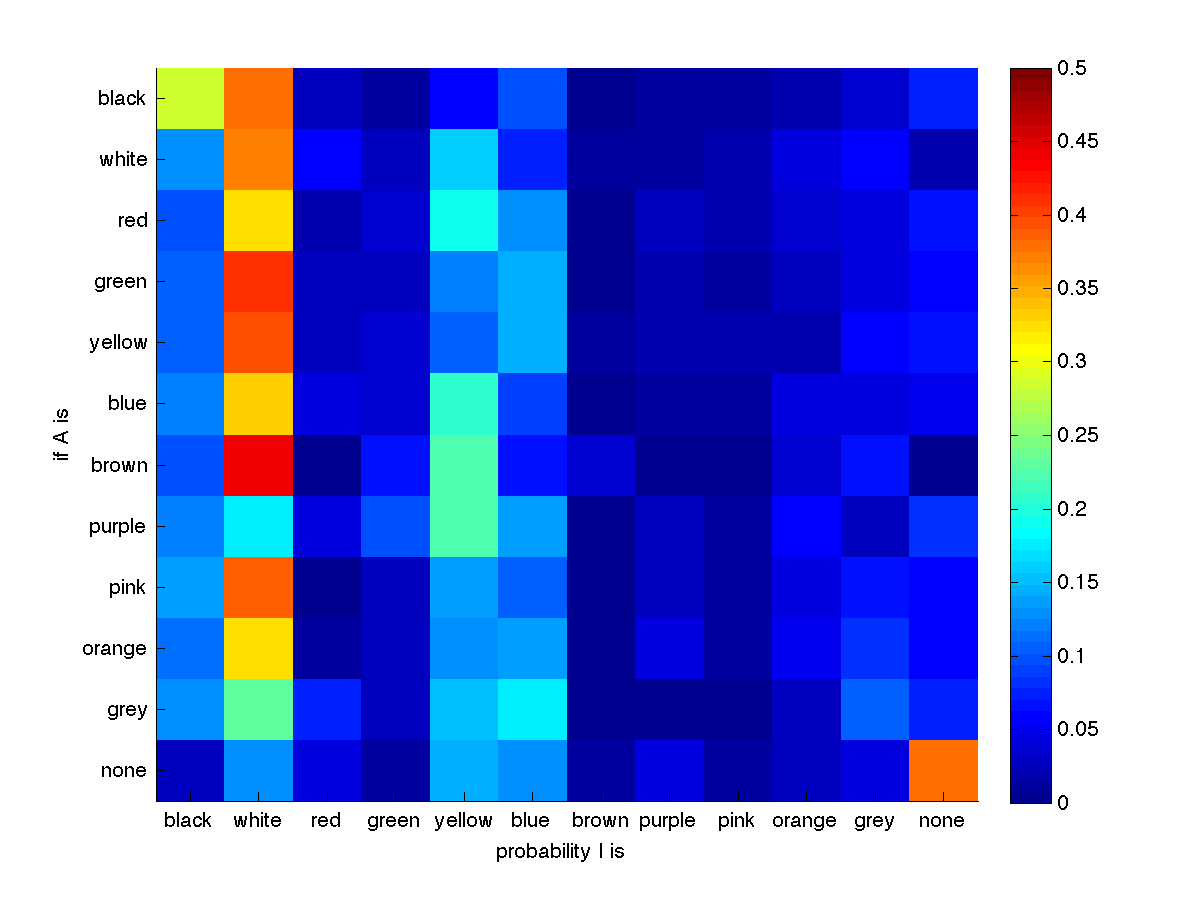 if A is
black
white
red
green
yellow
blue
brown
purple
pink
orange
grey
none
black white red green yellow blue brown purple pink orange grey none
probability I is
0.5
0.45
0.4
0.35
0.3
0.25
0.2
0.15
0.1
0.05
0